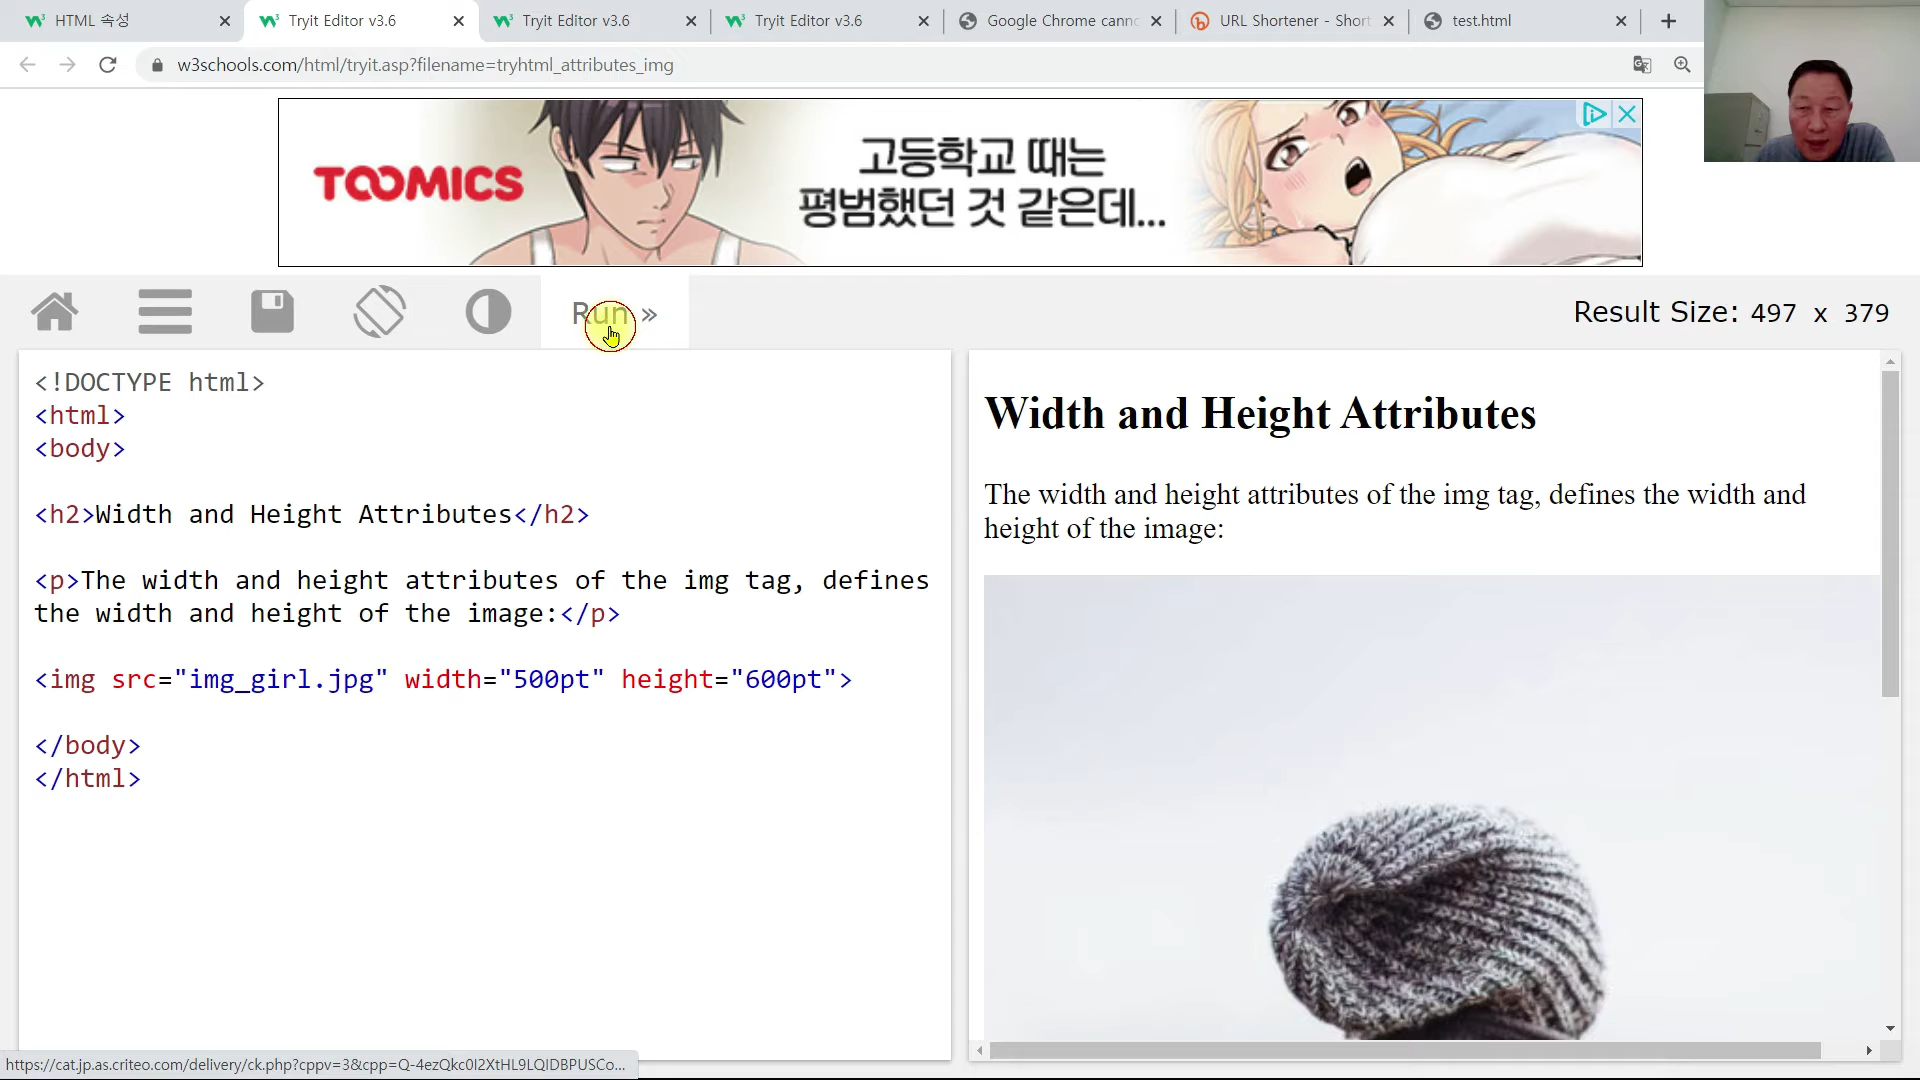 HTML 속성
Tryit Editor v3.6
Tryit Editor v3.6
Tryit Editor v3.6
Google Chrome canno
URL Shortener - Short
test.html
w3schools.com/html/tryit.asp?filename=tryhtml_attributes_img
TOOMICS
고등학교 때는
평범했던 것 같은데...
Run »
Result Size: 497 x 379
<!DOCTYPE html>
<html>
<body>
<h2>Width and Height Attributes</h2>
<p>The width and height attributes of the img tag, defines
the width and height of the image:</p>
<img src="img_girl.jpg" width="500pt" height="600pt">
</body>
</html>
Width and Height Attributes
The width and height attributes of the img tag, defines the width and
height of the image:
https://cat.jp.as.criteo.com/delivery/ck.php?cppv=3&cpp=Q-4ezQkc0I2XtHL9LQIDBPUSCo...